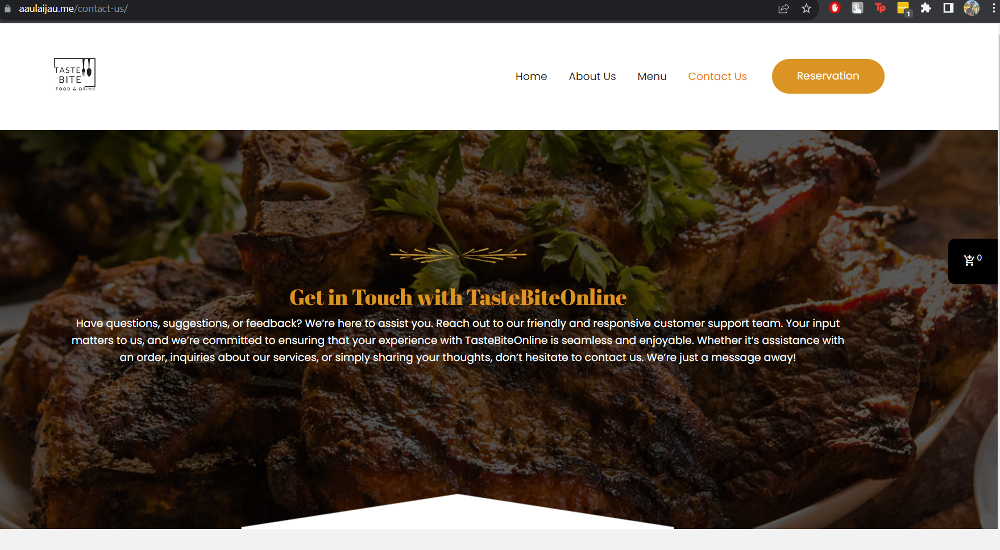 aaulaijau.me/contact-us/
1
TASTE
BITE
FOOD & DRINK
Home About Us Menu Contact Us Reservation
0
Get in Touch with TasteBiteOnline
Have questions, suggestions, or feedback? We’re here to assist you. Reach out to our friendly and responsive customer support team. Your input
matters to us, and we’re committed to ensuring that your experience with TasteBiteOnline is seamless and enjoyable. Whether it’s assistance with
an order, inquiries about our services, or simply sharing your thoughts, don’t hesitate to contact us. We’re just a message away!